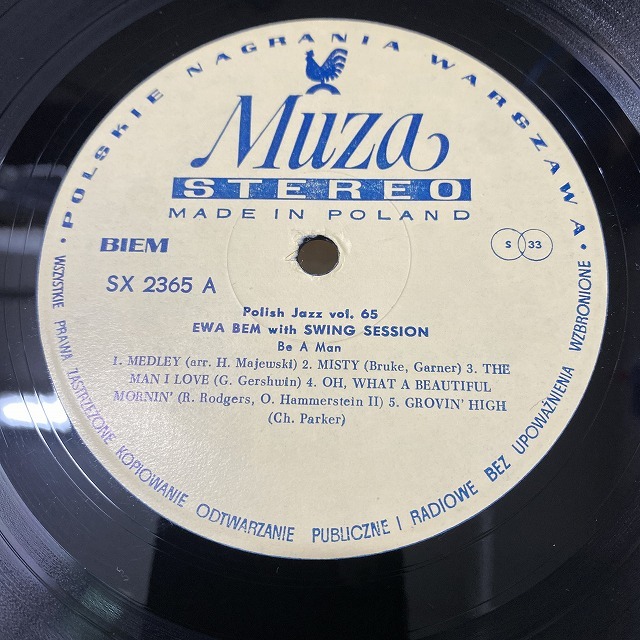 • POLSKIE NAGRANIA WARSZAWA •
Muza
STEREO
MADE IN POLAND
BIEM
S 33
SX 2365 A
Polish Jazz vol. 65
EWA BEM with SWING SESSION
Be A Man
1. MEDLEY (arr. H. Majewski) 2. MISTY (Bruke, Garner) 3. THE
MAN I LOVE (G. Gershwin) 4. OH, WHAT A BEAUTIFUL
MORNIN' (R. Rodgers, O. Hammerstein II) 5. GROVIN' HIGH
(Ch. Parker)
WSZYSTKIE PRAWA ZASTRZEŻONE KOPIOWANIE ODTWARZANIE PUBLICZNE I RADIOWE BEZ UPOWAŻNIENIA WZBRONIONE